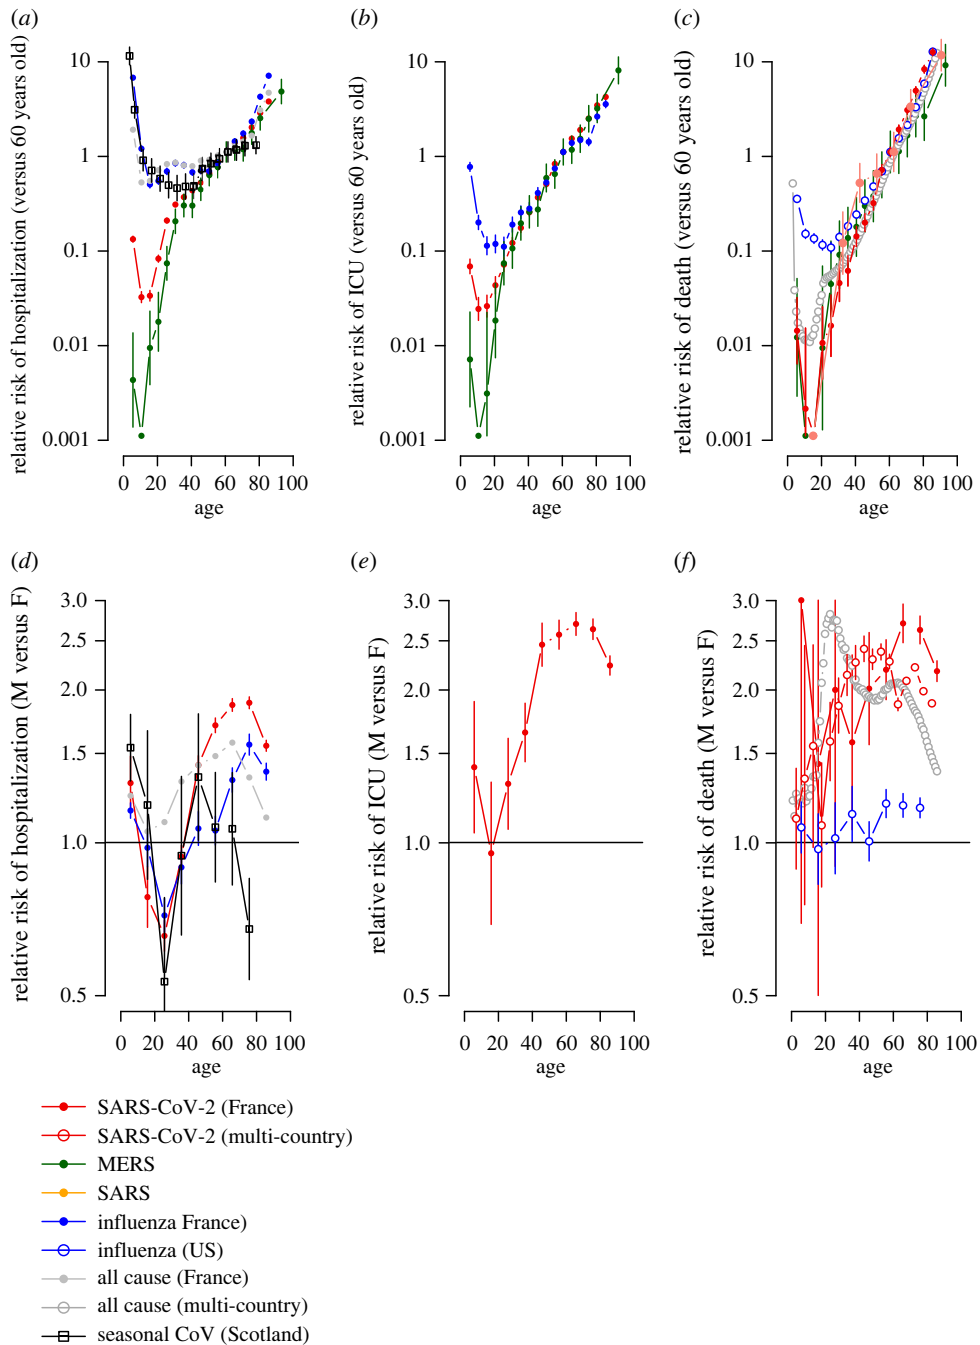 (a)
(b)
(c)
relative risk of hospitalization (versus 60 years old)
10
1
0.1
0.01
0.001
0 20 40 60 80 100
age
relative risk of ICU (versus 60 years old)
10
1
0.1
0.01
0.001
0 20 40 60 80 100
age
relative risk of death (versus 60 years old)
10
1
0.1
0.01
0.001
0 20 40 60 80 100
age
(d)
(e)
(f)
relative risk of hospitalization (M versus F)
3.0
2.5
2.0
1.5
1.0
0.5
0 20 40 60 80 100
age
relative risk of ICU (M versus F)
3.0
2.5
2.0
1.5
1.0
0.5
0 20 40 60 80 100
age
relative risk of death (M versus F)
3.0
2.5
2.0
1.5
1.0
0.5
0 20 40 60 80 100
age
SARS-CoV-2 (France)
SARS-CoV-2 (multi-country)
MERS
SARS
influenza France)
influenza (US)
all cause (France)
all cause (multi-country)
seasonal CoV (Scotland)